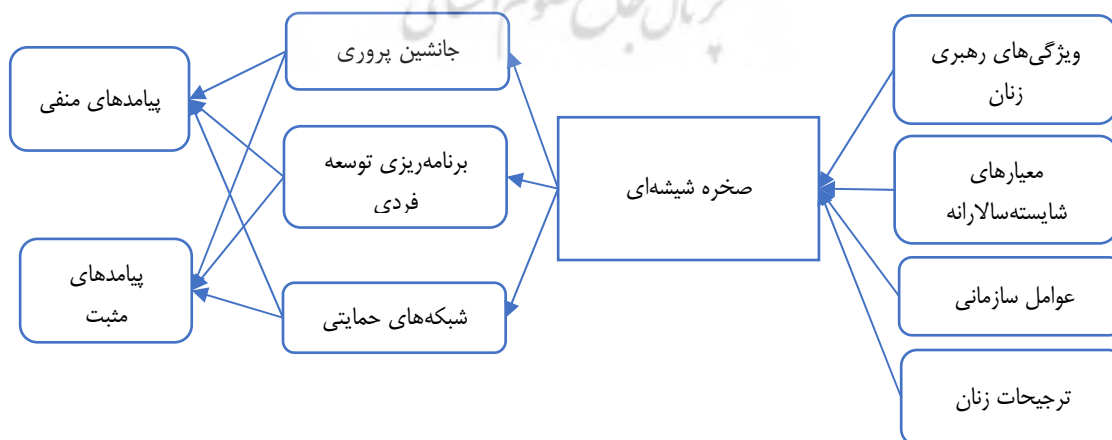 ویژگی‌های رهبری
زنان
معیارهای
شایسته‌سالارانه
عوامل سازمانی
ترجیحات زنان
صخره شیشه‌ای
جانشین پروری
برنامه‌ریزی توسعه
فردی
شبکه‌های حمایتی
پیامدهای منفی
پیامدهای
مثبت